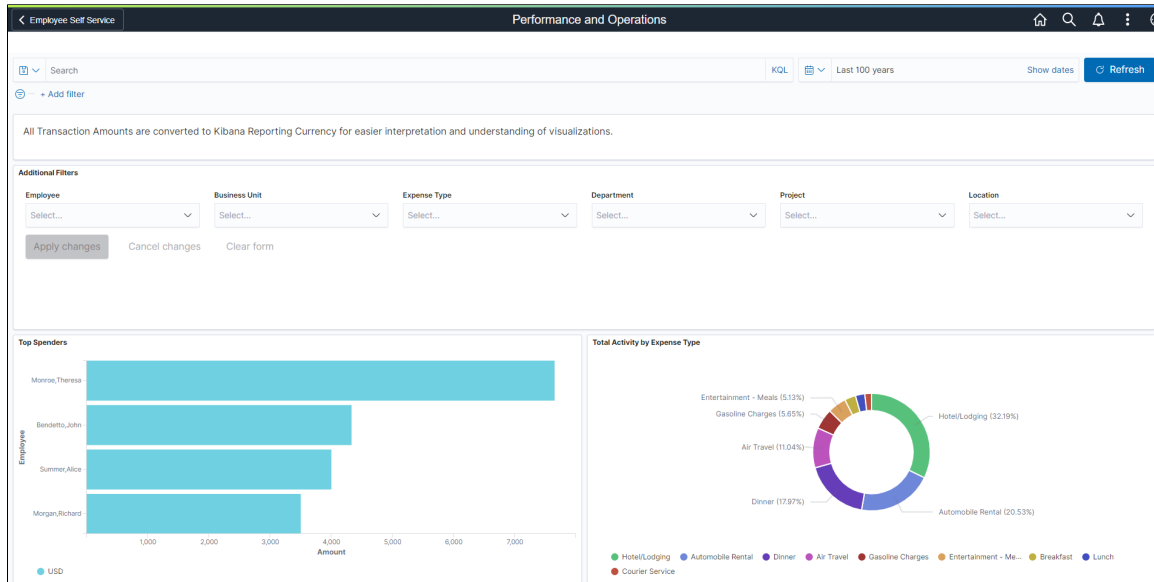 Employee Self Service
Performance and Operations
Search
KQL
Last 100 years
Show dates
Refresh
+ Add filter
All Transaction Amounts are converted to Kibana Reporting Currency for easier interpretation and understanding of visualizations.
Additional Filters
Employee Business Unit Expense Type Department Project Location
Select... Select... Select... Select... Select... Select...
Apply changes Cancel changes Clear form
Top Spenders
Monroe,Theresa
Bendetto,John
Summer,Alice
Morgan,Richard
Employee
1,000 2,000 3,000 4,000 5,000 6,000 7,000
Amount
USD
Total Activity by Expense Type
Entertainment - Meals (5.13%)
Gasoline Charges (5.65%)
Hotel/Lodging (32.19%)
Air Travel (11.04%)
Dinner (17.97%)
Automobile Rental (20.53%)
Hotel/Lodging Automobile Rental Dinner Air Travel Gasoline Charges Entertainment - Me... Breakfast Lunch
Courier Service